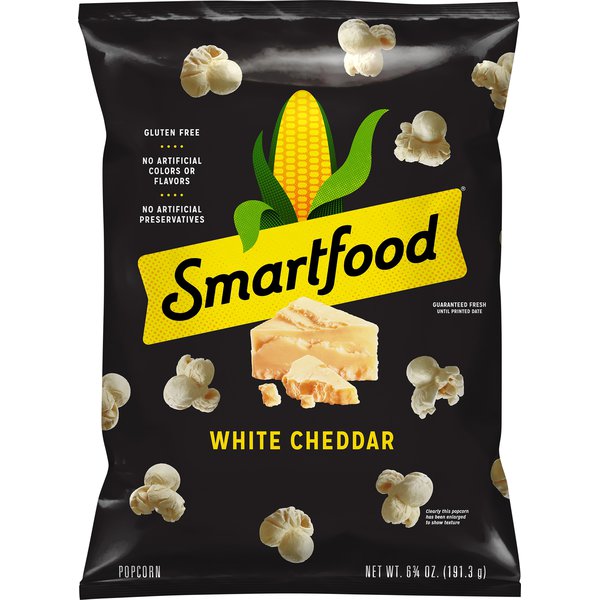 GLUTEN FREE
NO ARTIFICIAL
COLORS OR
FLAVORS
NO ARTIFICIAL
PRESERVATIVES
Smartfood®
GUARANTEED FRESH
UNTIL PRINTED DATE
WHITE CHEDDAR
Clearly this popcorn
has been enlarged
to show texture
POPCORN
NET WT. 6¾ OZ. (191.3 g)